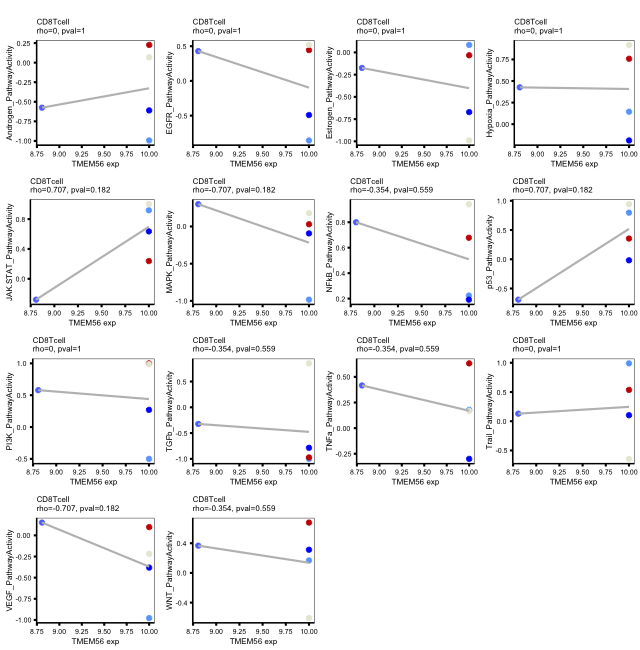 CD8Tcell
rho=0, pval=1
Androgen_PathwayActivity
0.25
0.00
-0.25
-0.50
-0.75
-1.00
8.75 9.00 9.25 9.50 9.75 10.00
TMEM56 exp
CD8Tcell
rho=0, pval=1
EGFR_PathwayActivity
0.5
0.0
-0.5
8.75 9.00 9.25 9.50 9.75 10.00
TMEM56 exp
CD8Tcell
rho=0, pval=1
Estrogen_PathwayActivity
0.00
-0.25
-0.50
-0.75
-1.00
8.75 9.00 9.25 9.50 9.75 10.00
TMEM56 exp
CD8Tcell
rho=0, pval=1
Hypoxia_PathwayActivity
0.75
0.50
0.25
0.00
8.75 9.00 9.25 9.50 9.75 10.00
TMEM56 exp
CD8Tcell
rho=0.707, pval=0.182
JAK.STAT_PathwayActivity
0.8
0.4
0.0
8.75 9.00 9.25 9.50 9.75 10.00
TMEM56 exp
CD8Tcell
rho=-0.707, pval=0.182
MAPK_PathwayActivity
0.0
-0.5
-1.0
8.75 9.00 9.25 9.50 9.75 10.00
TMEM56 exp
CD8Tcell
rho=-0.354, pval=0.559
NFkB_PathwayActivity
0.8
0.6
0.4
0.2
8.75 9.00 9.25 9.50 9.75 10.00
TMEM56 exp
CD8Tcell
rho=0.707, pval=0.182
p53_PathwayActivity
1.0
0.5
0.0
-0.5
8.75 9.00 9.25 9.50 9.75 10.00
TMEM56 exp
CD8Tcell
rho=0, pval=1
PI3K_PathwayActivity
1.0
0.5
0.0
-0.5
8.75 9.00 9.25 9.50 9.75 10.00
TMEM56 exp
CD8Tcell
rho=-0.354, pval=0.559
TGFb_PathwayActivity
0.5
0.0
-0.5
-1.0
8.75 9.00 9.25 9.50 9.75 10.00
TMEM56 exp
CD8Tcell
rho=-0.354, pval=0.559
TNFa_PathwayActivity
0.50
0.25
0.00
-0.25
8.75 9.00 9.25 9.50 9.75 10.00
TMEM56 exp
CD8Tcell
rho=0, pval=1
Trail_PathwayActivity
1.0
0.5
0.0
-0.5
8.75 9.00 9.25 9.50 9.75 10.00
TMEM56 exp
CD8Tcell
rho=-0.707, pval=0.182
VEGF_PathwayActivity
0.00
-0.25
-0.50
-0.75
-1.00
8.75 9.00 9.25 9.50 9.75 10.00
TMEM56 exp
CD8Tcell
rho=-0.354, pval=0.559
WNT_PathwayActivity
0.4
0.0
-0.4
8.75 9.00 9.25 9.50 9.75 10.00
TMEM56 exp